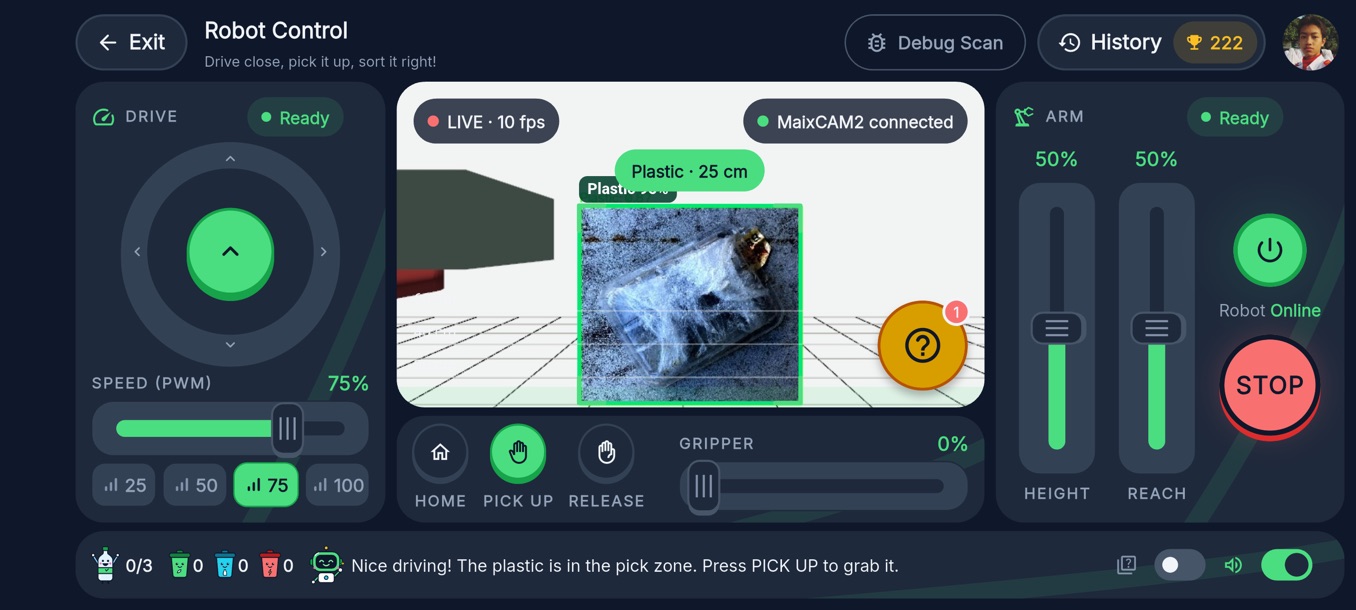 Exit
Robot Control
Drive close, pick it up, sort it right!
Debug Scan
History
222
DRIVE
Ready
SPEED (PWM)
75%
25
50
75
100
LIVE · 10 fps
MaixCAM2 connected
Plastic · 25 cm
Plastic
1
HOME
PICK UP
RELEASE
GRIPPER
0%
ARM
Ready
50%
50%
HEIGHT
REACH
Robot Online
STOP
0/3
0
0
0
Nice driving! The plastic is in the pick zone. Press PICK UP to grab it.